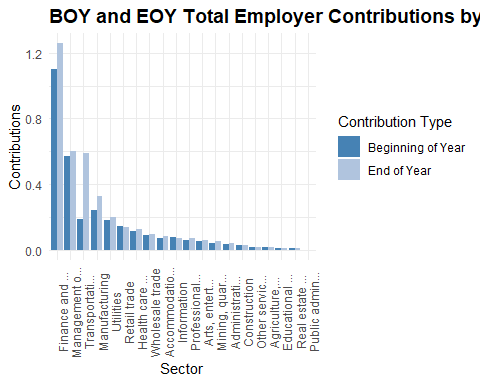 BOY and EOY Total Employer Contributions by
Contributions
1.2
0.8
0.4
0.0
Finance and ...
Management o...
Transportati...
Manufacturing
Utilities
Retail trade
Health care ...
Wholesale trade
Accommodatio...
Information
Professional...
Arts, entert...
Mining, quar...
Administrati...
Construction
Other servic...
Agriculture,...
Educational ...
Real estate ...
Public admin...
Sector
Contribution Type
Beginning of Year
End of Year